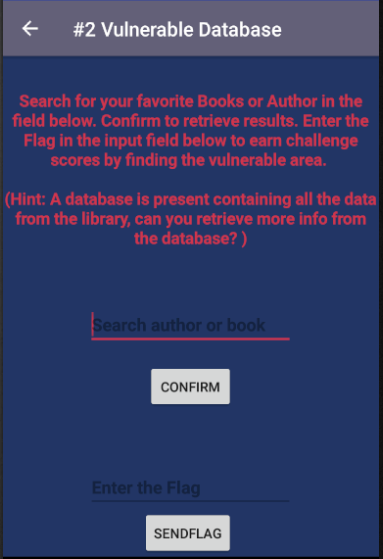 #2 Vulnerable Database
Search for your favorite Books or Author in the
field below. Confirm to retrieve results. Enter the
Flag in the input field below to earn challenge
scores by finding the vulnerable area.
(Hint: A database is present containing all the data
from the library, can you retrieve more info from
the database? )
Search author or book
CONFIRM
Enter the Flag
SENDFLAG